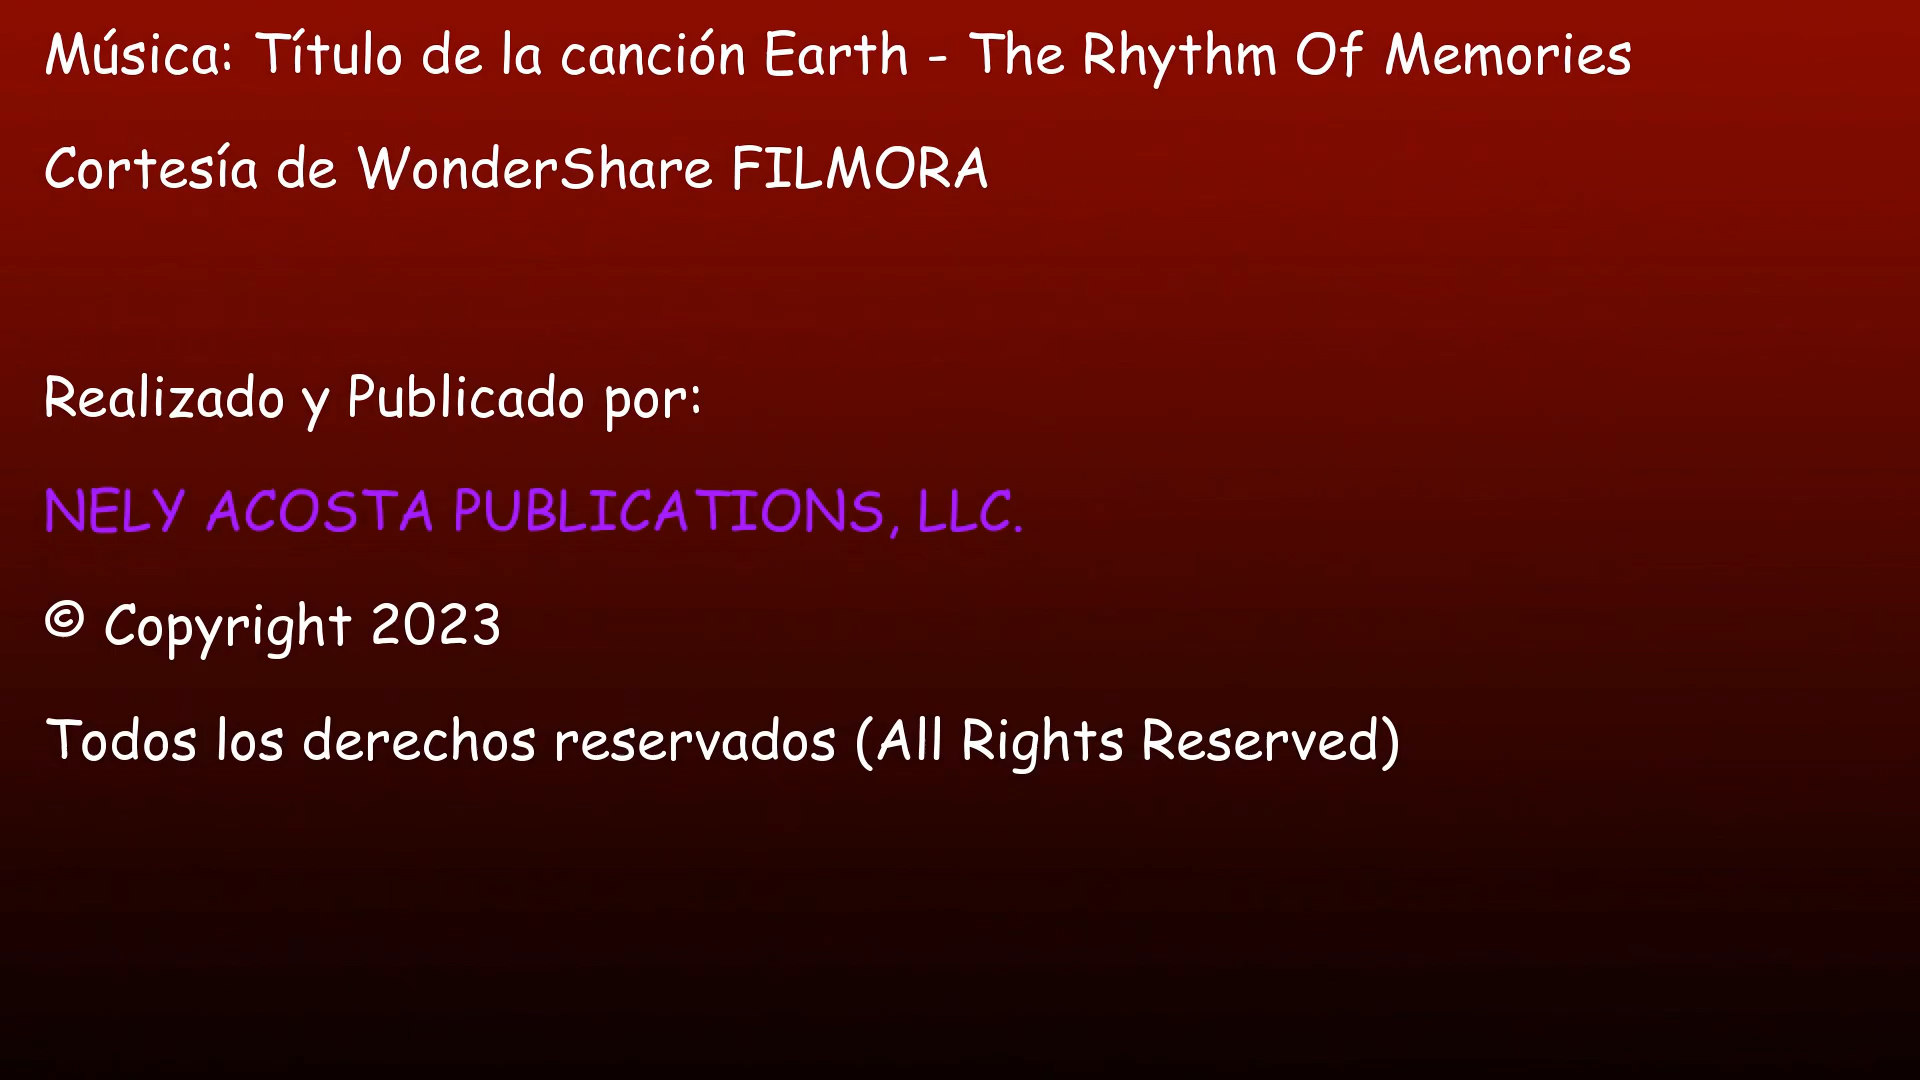 Música: Título de la canción Earth - The Rhythm Of Memories
Cortesía de WonderShare FILMORA
Realizado y Publicado por:
NELY ACOSTA PUBLICATIONS, LLC.
© Copyright 2023
Todos los derechos reservados (All Rights Reserved)